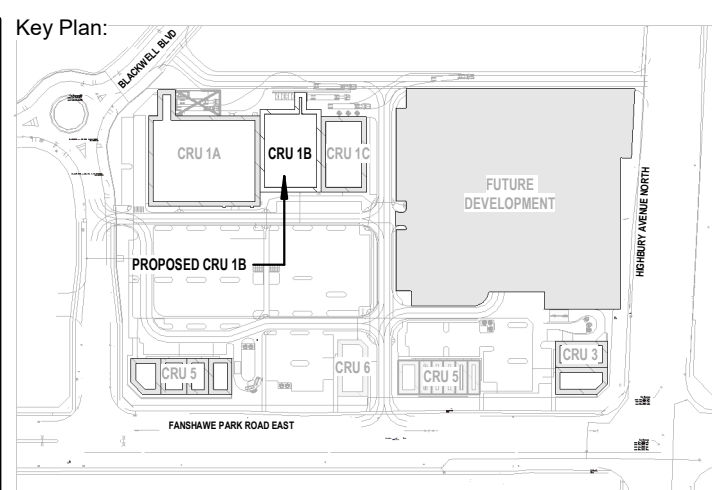 Key Plan:
BLACKWELL BLVD
CRU 1A
CRU 1B
CRU 1C
FUTURE
DEVELOPMENT
HIGHBURY AVENUE NORTH
PROPOSED CRU 1B
CRU 5
CRU 6
CRU 5
CRU 3
FANSHAWE PARK ROAD EAST